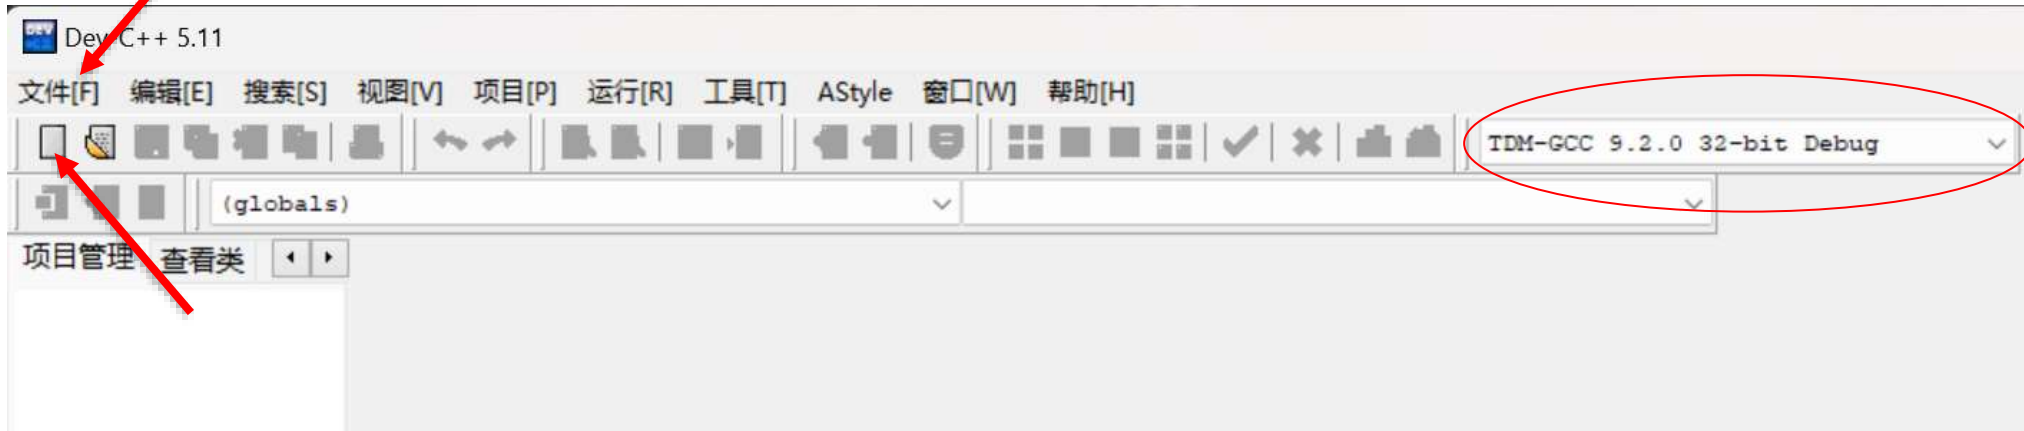 Dev-C++ 5.11
文件[F] 编辑[E] 搜索[S] 视图[V] 项目[P] 运行[R] 工具[T] AStyle 窗口[W] 帮助[H]
TDM-GCC 9.2.0 32-bit Debug
(globals)
项目管理 查看类